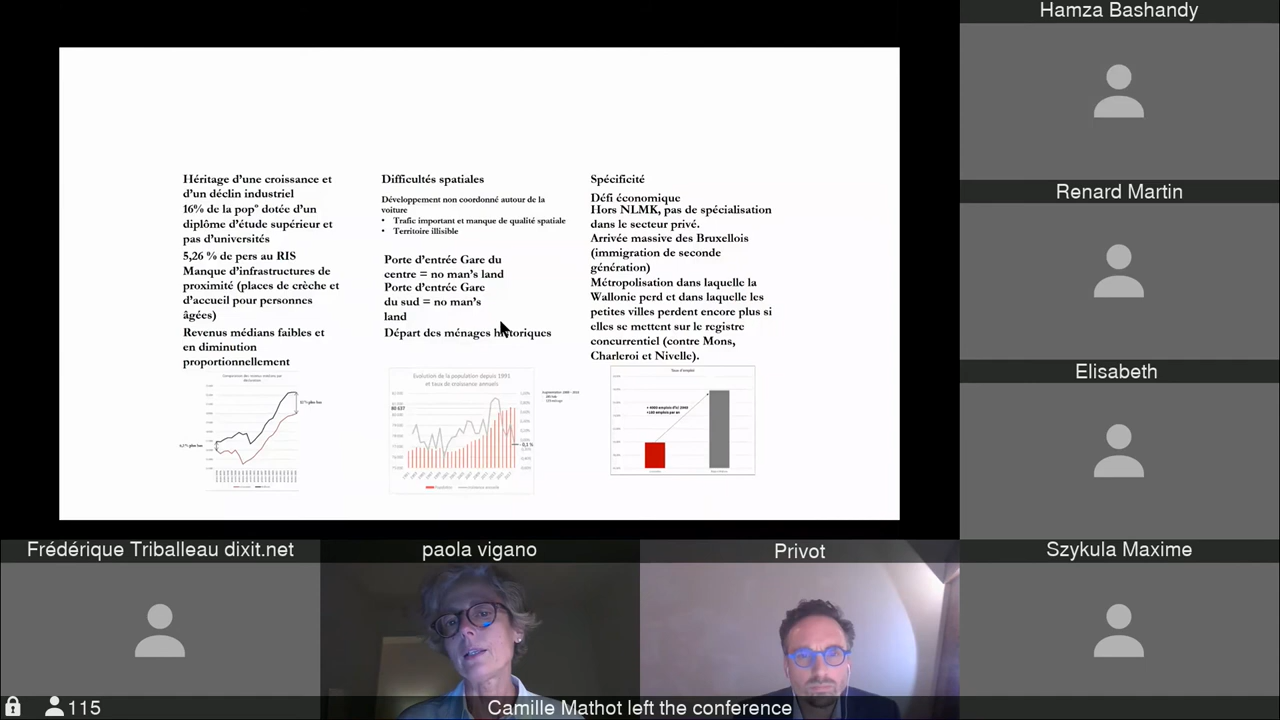 Hamza Bashandy
Héritage d'une croissance et
d'un déclin industriel
16% de la pop° dotée d'un
diplôme d'étude supérieur et
pas d'universités
5,26 % de pers au RIS
Manque d'infrastructures de
proximité (places de crèche et
d'accueil pour personnes
âgées)
Revenus médians faibles et
en diminution
proportionnellement
Difficultés spatiales
Développement non coordonné autour de la
voiture
• Trafic important et manque de qualité spatiale
• Territoire illisible
Porte d'entrée Gare du
centre = no man's land
Porte d'entrée Gare
du sud = no man's
land
Départ des ménages historiques
Evolution de la population depuis 1991
et taux de croissance annuels
80 637
- 0,1 %
Spécificité
Défi économique
Hors NLMK, pas de spécialisation
dans le secteur privé.
Arrivée massive des Bruxellois
(immigration de seconde
génération)
Métropolisation dans laquelle la
Wallonie perd et dans laquelle les
petites villes perdent encore plus si
elles se mettent sur le registre
concurrentiel (contre Mons,
Charleroi et Nivelle).
Taux d'emploi
Renard Martin
Elisabeth
Frédérique Triballeau dixit.net
paola vigano
Privot
Szykula Maxime
115
Camille Mathot left the conference